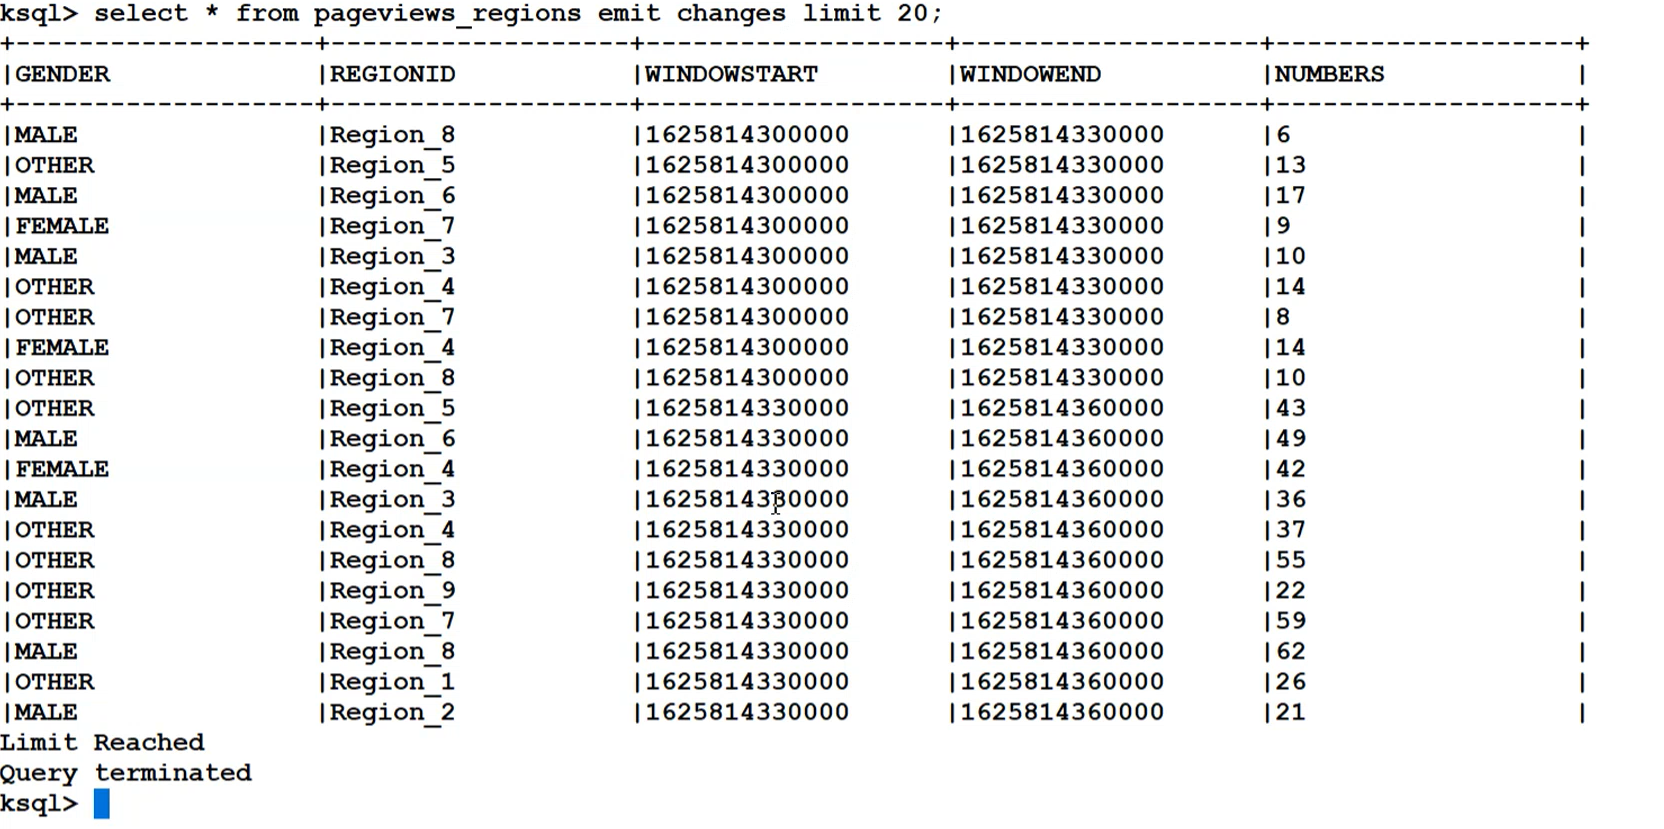 ksql> select * from pageviews_regions emit changes limit 20;
+-------------------+-------------------+-------------------+-------------------+-------------------+
|GENDER             |REGIONID           |WINDOWSTART        |WINDOWEND          |NUMBERS            |
+-------------------+-------------------+-------------------+-------------------+-------------------+
|MALE               |Region_8           |1625814300000      |1625814330000      |6                  |
|OTHER              |Region_5           |1625814300000      |1625814330000      |13                 |
|MALE               |Region_6           |1625814300000      |1625814330000      |17                 |
|FEMALE             |Region_7           |1625814300000      |1625814330000      |9                  |
|MALE               |Region_3           |1625814300000      |1625814330000      |10                 |
|OTHER              |Region_4           |1625814300000      |1625814330000      |14                 |
|OTHER              |Region_7           |1625814300000      |1625814330000      |8                  |
|FEMALE             |Region_4           |1625814300000      |1625814330000      |14                 |
|OTHER              |Region_8           |1625814300000      |1625814330000      |10                 |
|OTHER              |Region_5           |1625814330000      |1625814360000      |43                 |
|MALE               |Region_6           |1625814330000      |1625814360000      |49                 |
|FEMALE             |Region_4           |1625814330000      |1625814360000      |42                 |
|MALE               |Region_3           |1625814330000      |1625814360000      |36                 |
|OTHER              |Region_4           |1625814330000      |1625814360000      |37                 |
|OTHER              |Region_8           |1625814330000      |1625814360000      |55                 |
|OTHER              |Region_9           |1625814330000      |1625814360000      |22                 |
|OTHER              |Region_7           |1625814330000      |1625814360000      |59                 |
|MALE               |Region_8           |1625814330000      |1625814360000      |62                 |
|OTHER              |Region_1           |1625814330000      |1625814360000      |26                 |
|MALE               |Region_2           |1625814330000      |1625814360000      |21                 |
Limit Reached
Query terminated
ksql>